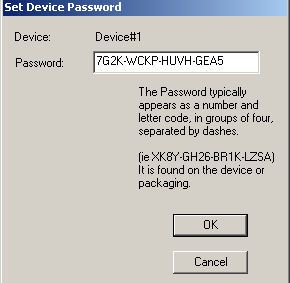 Set Device Password
Device: Device#1
Password: 7G2K-WCKP-HUVH-GEA5
The Password typically
appears as a number and
letter code, in groups of four,
separated by dashes.
(ie XK8Y-GH26-BR1K-LZSA)
It is found on the device or
packaging.
OK
Cancel